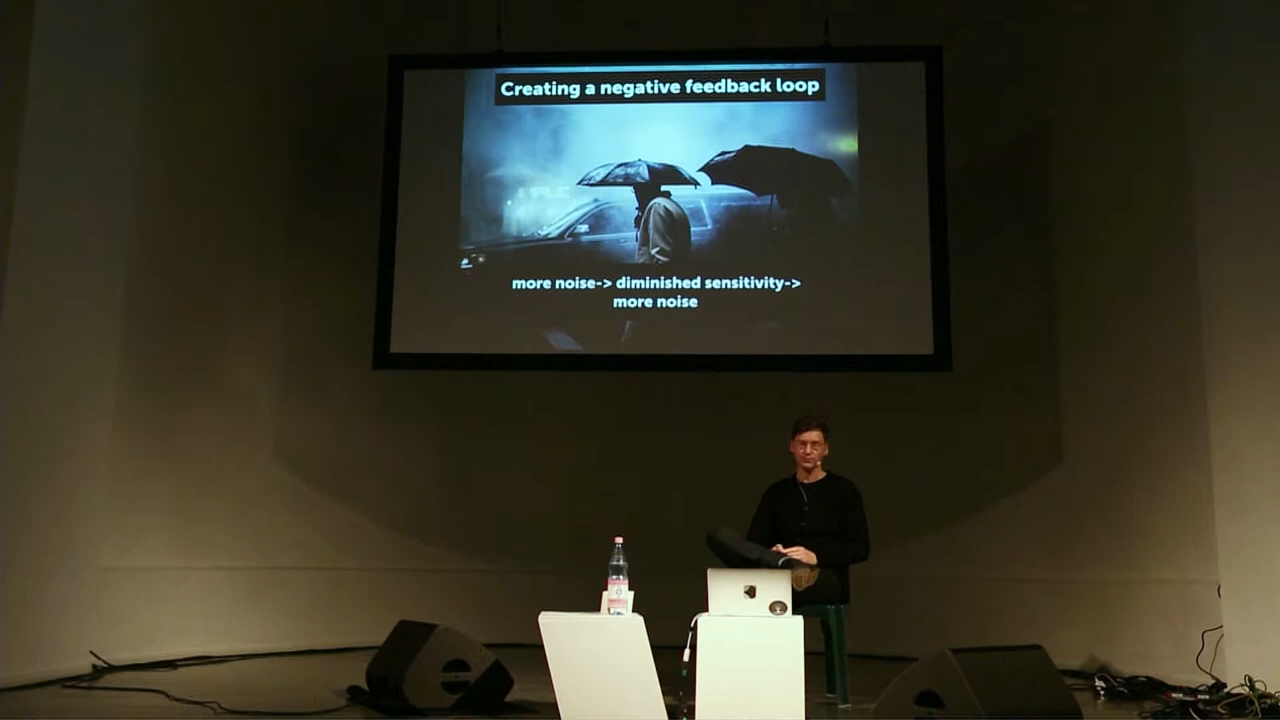 Creating a negative feedback loop
more noise-> diminished sensitivity->
more noise